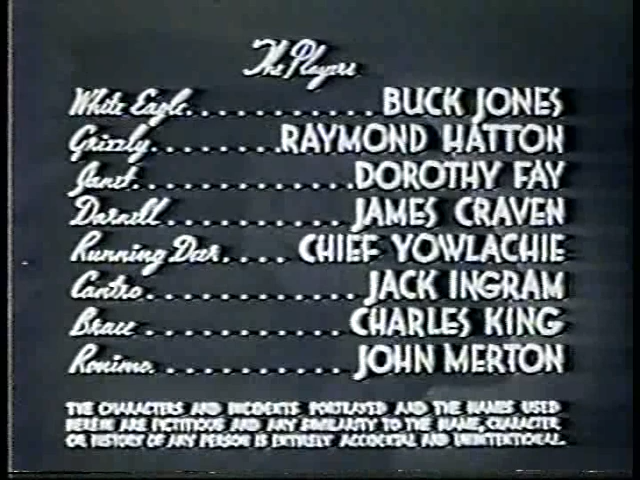 The Players
White Eagle............BUCK JONES
Grizzly........RAYMOND HATTON
Janet..............DOROTHY FAY
Darnell............JAMES CRAVEN
Running Deer....CHIEF YOWLACHIE
Cantro.............JACK INGRAM
Brace............CHARLES KING
Ronimo............JOHN MERTON
THE CHARACTERS AND INCIDENTS PORTRAYED AND THE NAMES USED
HEREIN ARE FICTITIOUS AND ANY SIMILARITY TO THE NAME, CHARACTER
OR HISTORY OF ANY PERSON IS ENTIRELY ACCIDENTAL AND UNINTENTIONAL.